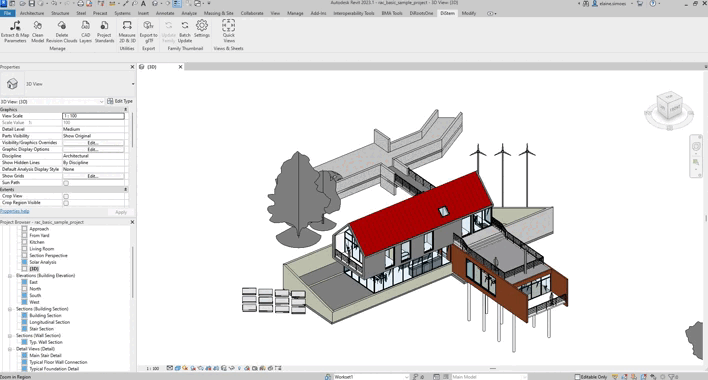 Autodesk Revit 2023.1 - rac_basic_sample_project - 3D View: {3D}
File Architecture Structure Steel Precast Systems Insert Annotate Analyze Massing & Site Collaborate View Manage Add-Ins Interoperability Tools BIM Tools DiRootsOne DiStem Modify
Extract & Map Parameters
Clean Model
Delete Revision Clouds
CAD Layer
Project Standards
Measure 2D & 3D
Export to glTF
Update Family
Batch Update
Settings
Quick Views
Manage Utilities Export Family Thumbnail Views & Sheets
Properties
{3D}
3D View
3D View: {3D} Edit Type
Graphics
View Scale 1 : 100
Scale Value 1: 100
Detail Level Medium
Parts Visibility Show Original
Visibility/Graphics Overrides Edit...
Graphic Display Options Edit...
Discipline Architectural
Show Hidden Lines By Discipline
Default Analysis Display Style None
Show Grids Edit...
Sun Path
Extents
Crop View
Crop Region Visible
Properties help Apply
Project Browser - rac_basic_sample_project
Approach
From Yard
Kitchen
Living Room
Section Perspective
Solar Analysis
{3D}
Elevations (Building Elevation)
East
North
South
West
Sections (Building Section)
Building Section
Longitudinal Section
Stair Section
Sections (Wall Section)
Typ. Wall Section
Detail Views (Detail)
Main Stair Detail
Typical Floor Wall Connection
Typical Foundation Detail
1 : 100
Zoom in Region
Workset1
Main Model
Editable Only